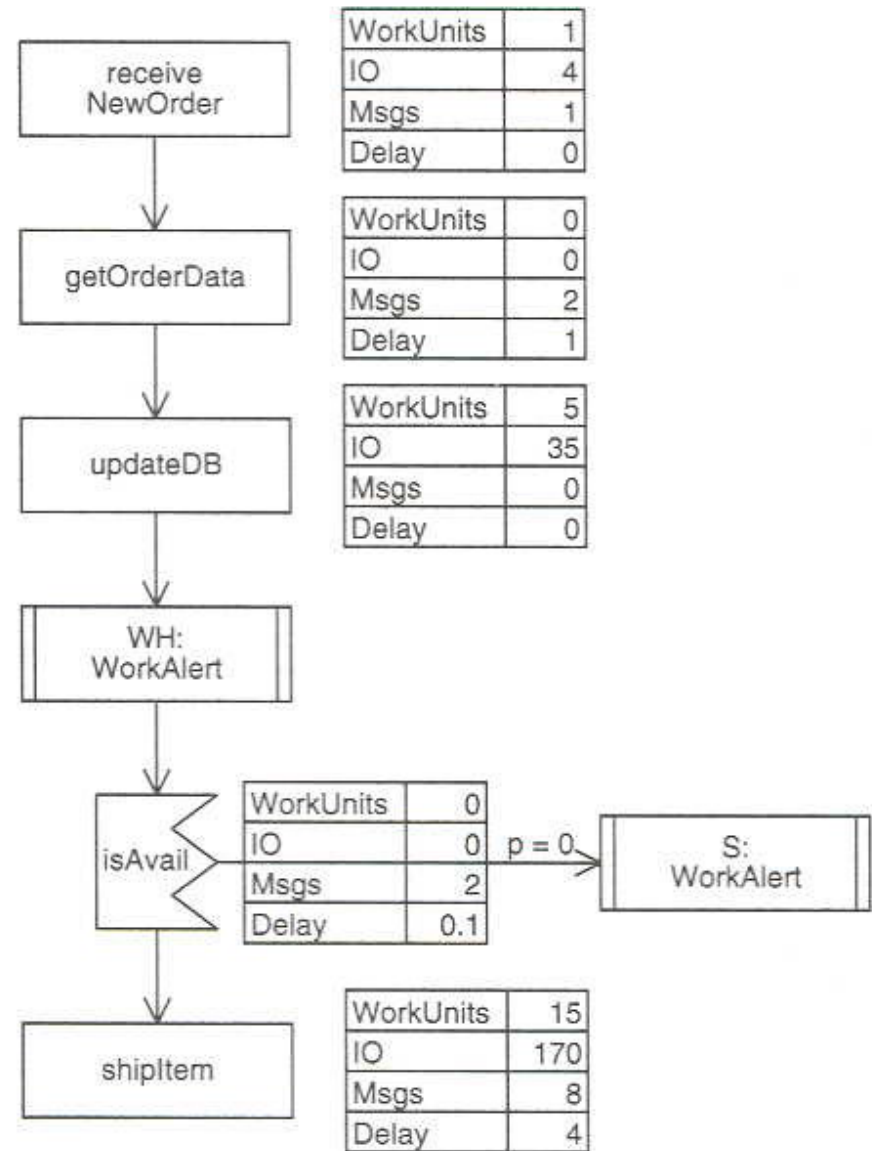 receive
NewOrder
WorkUnits 1
IO 4
Msgs 1
Delay 0
getOrderData
WorkUnits 0
IO 0
Msgs 2
Delay 1
updateDB
WorkUnits 5
IO 35
Msgs 0
Delay 0
WH:
WorkAlert
isAvail
WorkUnits 0
IO 0
Msgs 2
Delay 0.1
p = 0
S:
WorkAlert
shipItem
WorkUnits 15
IO 170
Msgs 8
Delay 4